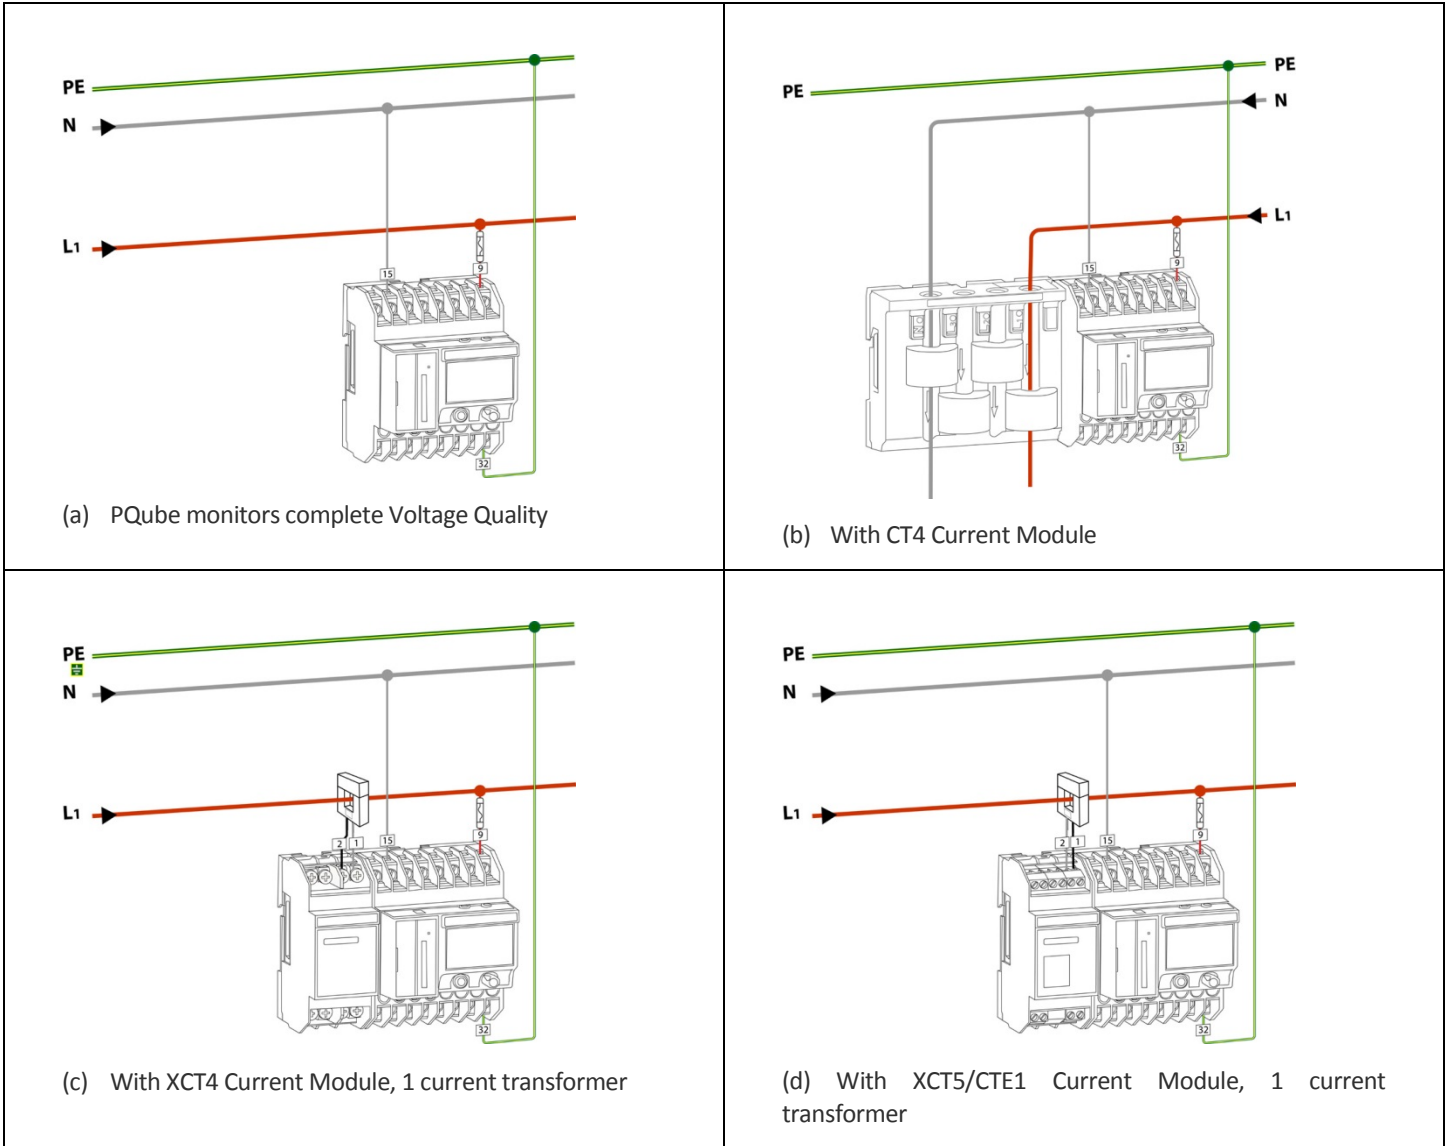 PE
N
L1
15
9
32
(a) PQube monitors complete Voltage Quality
PE
PE
N
L1
15
9
32
(b) With CT4 Current Module
PE
N
L1
2
1
15
9
32
(c) With XCT4 Current Module, 1 current transformer
PE
N
L1
2
1
15
9
32
(d) With XCT5/CTE1 Current Module, 1 current
transformer